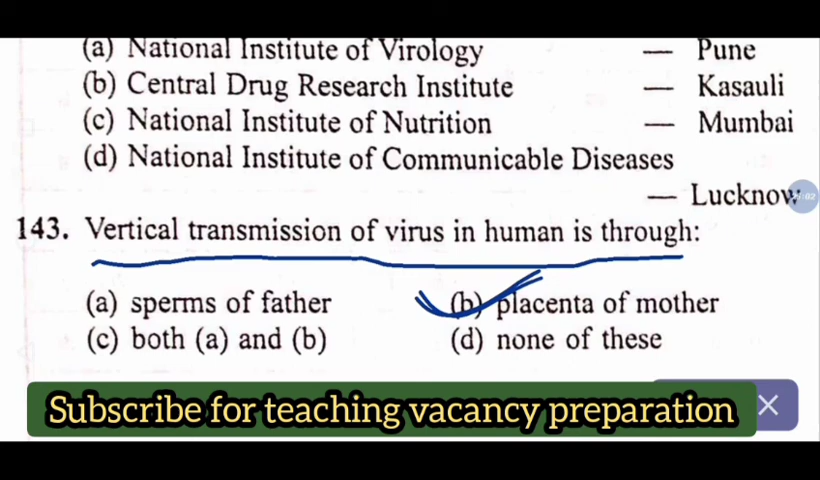 (a) National Institute of Virology — Pune
(b) Central Drug Research Institute — Kasauli
(c) National Institute of Nutrition — Mumbai
(d) National Institute of Communicable Diseases
— Lucknow
143. Vertical transmission of virus in human is through:
(a) sperms of father (b) placenta of mother
(c) both (a) and (b) (d) none of these
Subscribe for teaching vacancy preparation